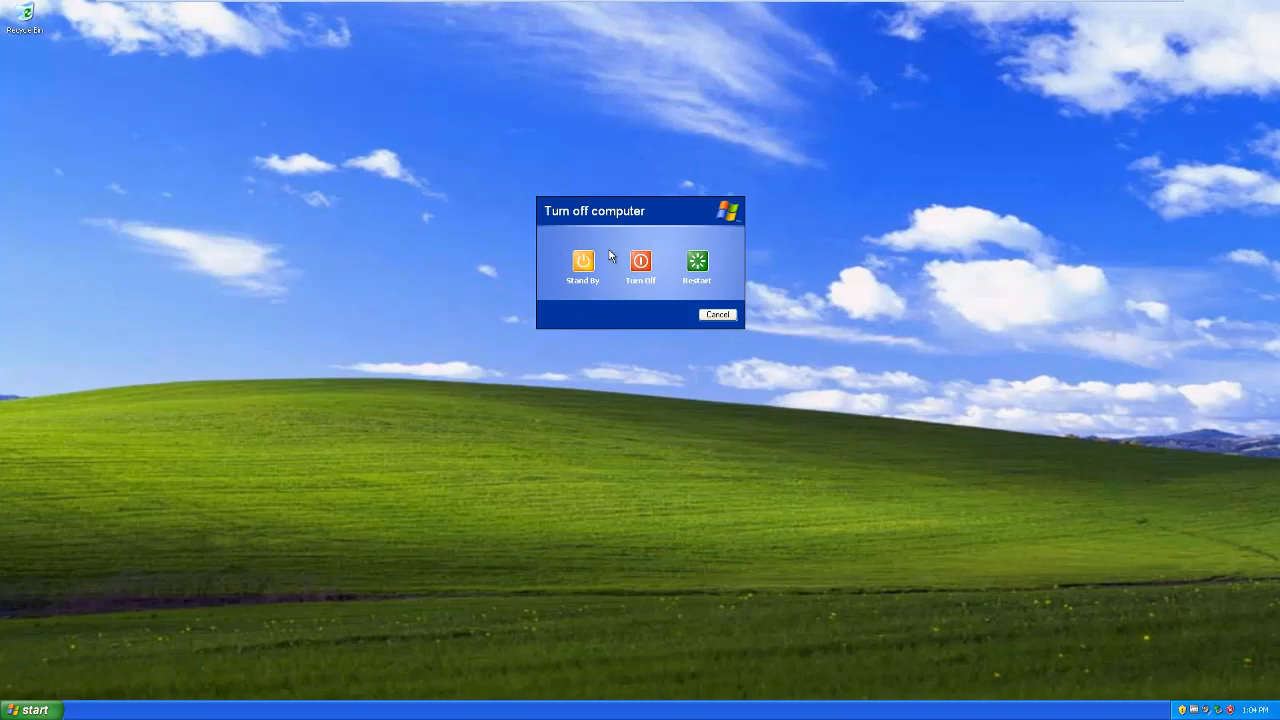 Recycle Bin
Turn off computer
Stand By
Turn Off
Restart
Cancel
start
1:04 PM